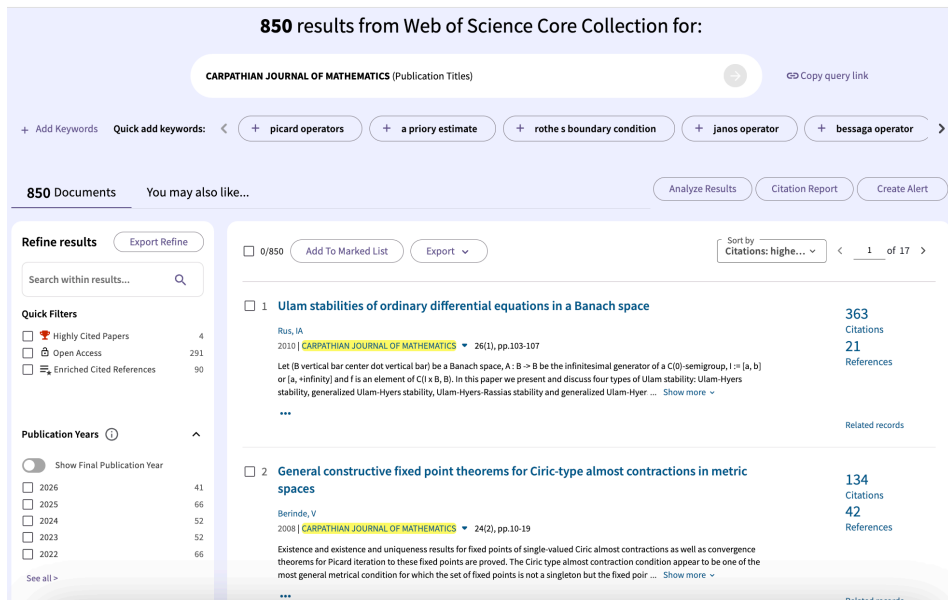 850 results from Web of Science Core Collection for:
CARPATHIAN JOURNAL OF MATHEMATICS (Publication Titles)
Copy query link
+ Add Keywords Quick add keywords: + picard operators + a priory estimate + rothe s boundary condition + janos operator + bessaga operator
850 Documents You may also like...
Analyze Results Citation Report Create Alert
Refine results Export Refine
Search within results...
Quick Filters
Highly Cited Papers 4
Open Access 291
Enriched Cited References 90
Publication Years
Show Final Publication Year
2026 41
2025 66
2024 52
2023 52
2022 66
See all >
0/850 Add To Marked List Export
Sort by
Citations: highe... < 1 of 17 >
1 Ulam stabilities of ordinary differential equations in a Banach space
Rus, IA
2010 | CARPATHIAN JOURNAL OF MATHEMATICS 26(1), pp.103-107
Let (B vertical bar center dot vertical bar) be a Banach space, A : B -> B be the infinitesimal generator of a C(0)-semigroup, I := [a, b]
or [a, +infinity] and f is an element of C(I x B, B). In this paper we present and discuss four types of Ulam stability: Ulam-Hyers
stability, generalized Ulam-Hyers stability, Ulam-Hyers-Rassias stability and generalized Ulam-Hyer ... Show more
363
Citations
21
References
Related records
2 General constructive fixed point theorems for Ciric-type almost contractions in metric
spaces
Berinde, V
2008 | CARPATHIAN JOURNAL OF MATHEMATICS 24(2), pp.10-19
Existence and existence and uniqueness results for fixed points of single-valued Ciric almost contractions as well as convergence
theorems for Picard iteration to these fixed points are proved. The Ciric type almost contraction condition appear to be one of the
most general metrical condition for which the set of fixed points is not a singleton but the fixed poir ... Show more
134
Citations
42
References